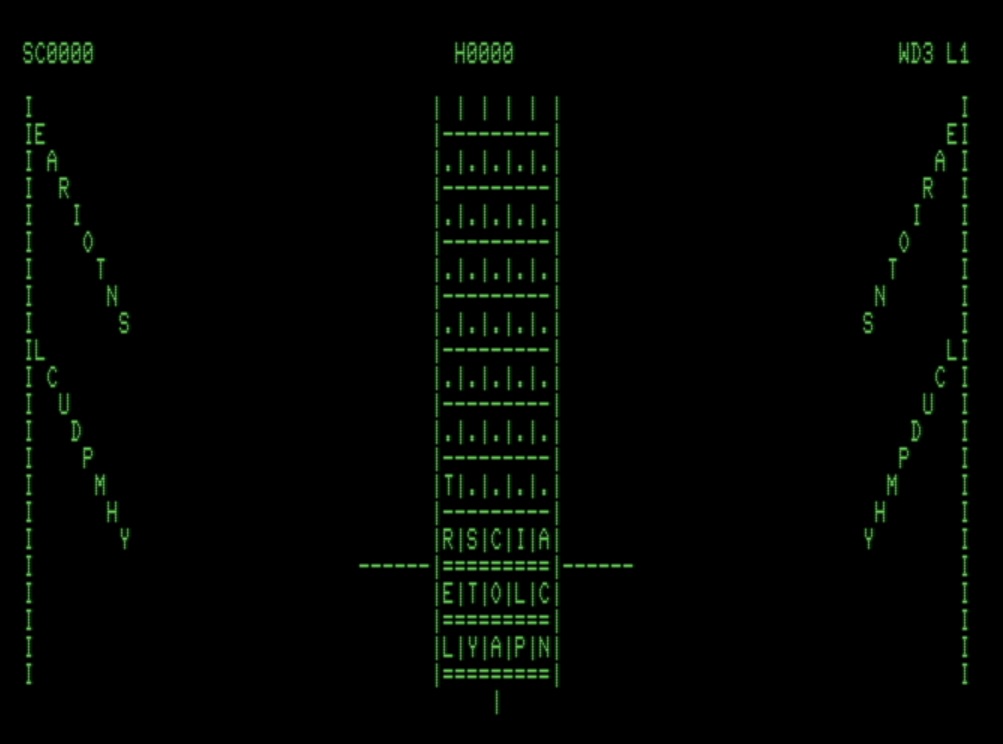 SC0000 H0000 WD3 L1
I | | | | | | I
IE |---------| EI
I A |.|.|.|.|.| A I
I R |---------| R I
I I |.|.|.|.|.| I I
I O |---------| O I
I T |.|.|.|.|.| T I
I N |---------| N I
I S |.|.|.|.|.| S I
IL |---------| LI
I C |.|.|.|.|.| C I
I U |---------| U I
I D |.|.|.|.|.| D I
I P |---------| P I
I M |T|.|.|.|.| M I
I H |---------| H I
I Y |R|S|C|I|A| Y I
I ------|=========|------ I
I |E|T|O|L|C| I
I |=========| I
I |L|Y|A|P|N| I
I |=========| I
|